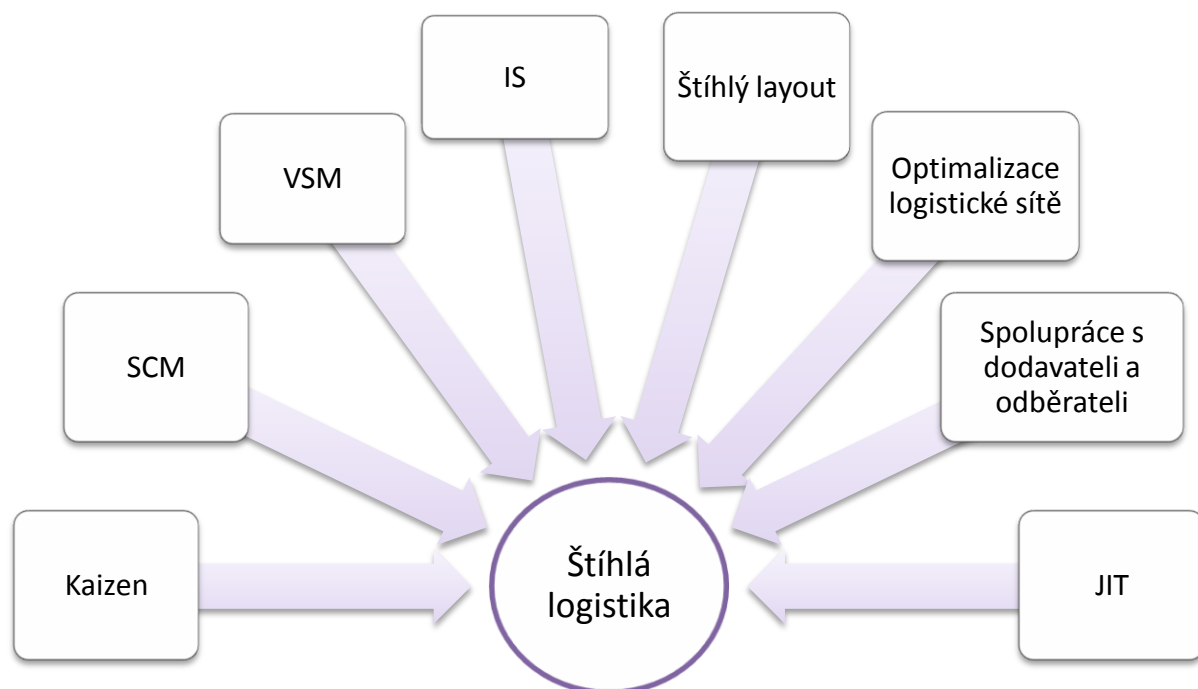 IS
Štíhlý layout
VSM
Optimalizace
logistické sítě
SCM
Spolupráce s
dodavateli a
odběrateli
Kaizen
Štíhlá
logistika
JIT